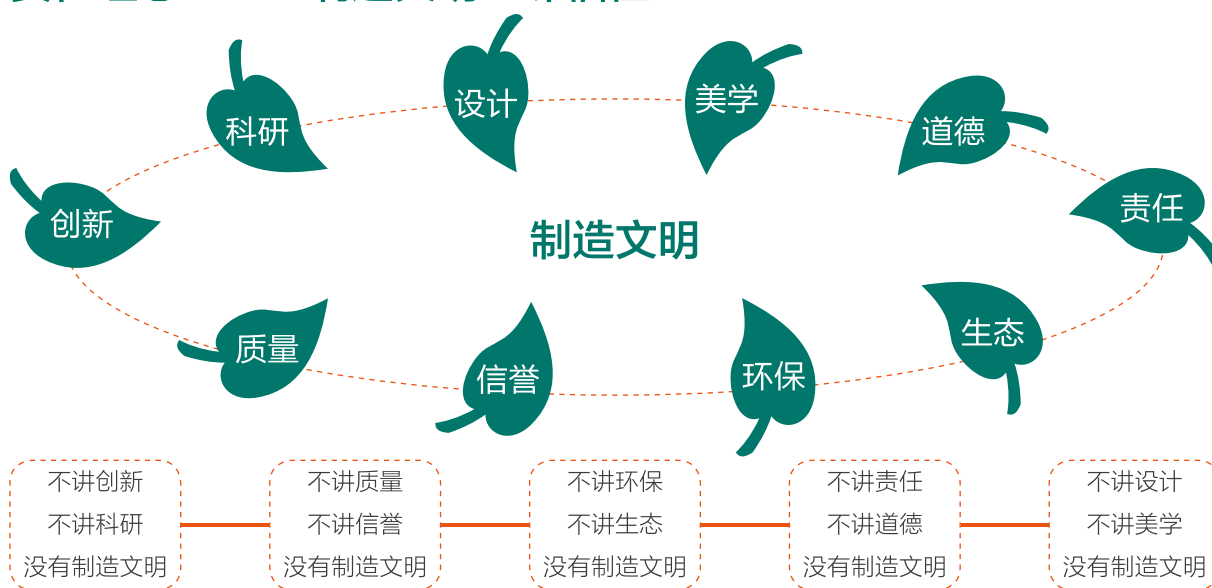 科研
设计
美学
道德
创新
责任
制造文明
质量
信誉
环保
生态
不讲创新
不讲科研
没有制造文明
不讲质量
不讲信誉
没有制造文明
不讲环保
不讲生态
没有制造文明
不讲责任
不讲道德
没有制造文明
不讲设计
不讲美学
没有制造文明